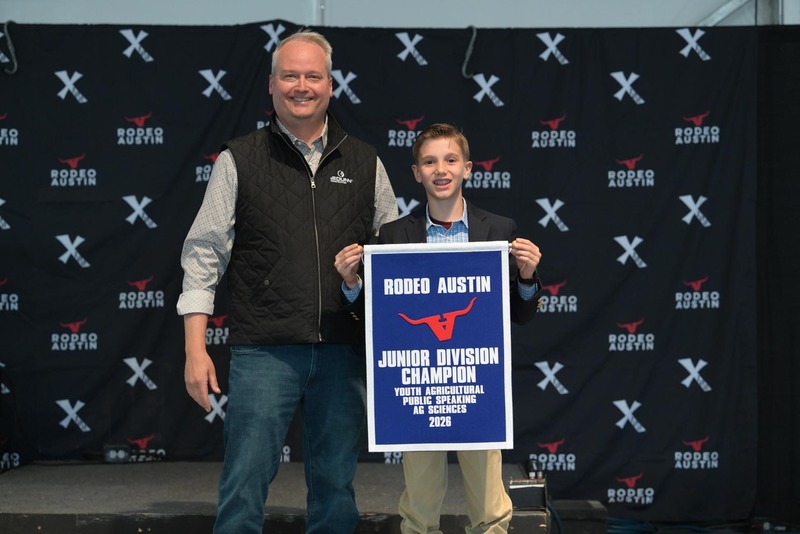 RODEO AUSTIN
JUNIOR DIVISION
CHAMPION
YOUTH AGRICULTURAL
PUBLIC SPEAKING
AG SCIENCES
2026
RODEO
AUSTIN